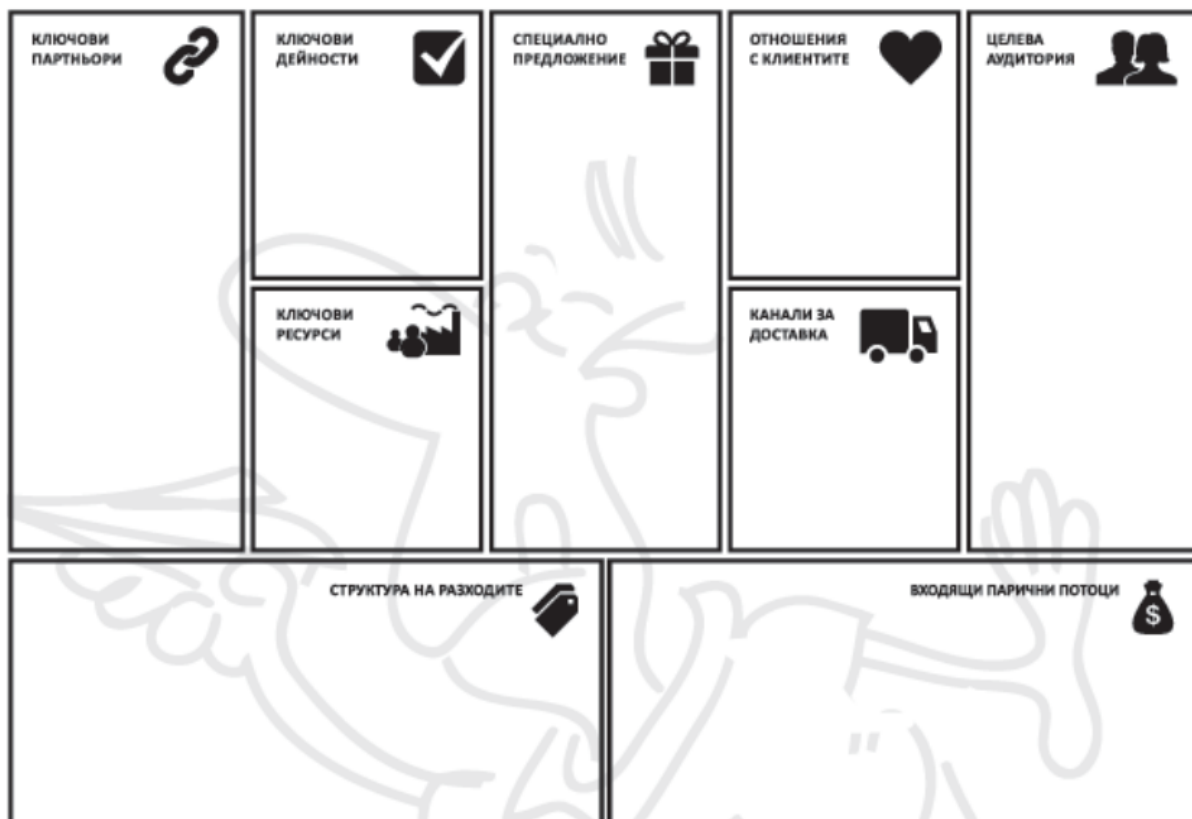 КЛЮЧОВИ
ПАРТНЬОРИ
КЛЮЧОВИ
ДЕЙНОСТИ
КЛЮЧОВИ
РЕСУРСИ
СПЕЦИАЛНО
ПРЕДЛОЖЕНИЕ
ОТНОШЕНИЯ
С КЛИЕНТИТЕ
КАНАЛИ ЗА
ДОСТАВКА
ЦЕЛЕВА
АУДИТОРИЯ
СТРУКТУРА НА РАЗХОДИТЕ
ВХОДЯЩИ ПАРИЧНИ ПОТОЦИ
$